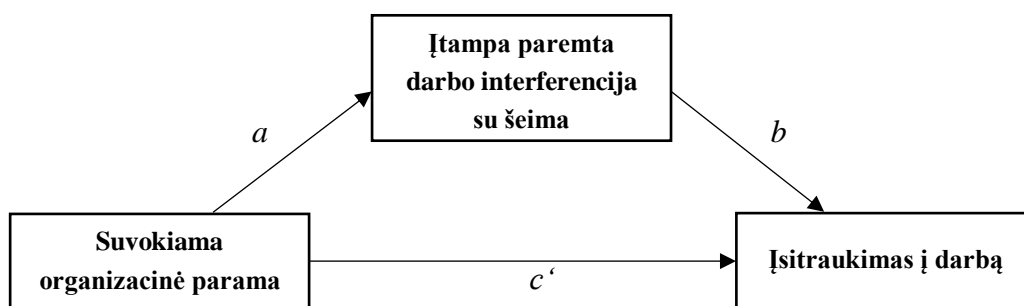 Įtampa paremta
darbo interferencija
su šeima
a
b
Suvokiama
organizacinė parama
c‘
Įsitraukimas į darbą